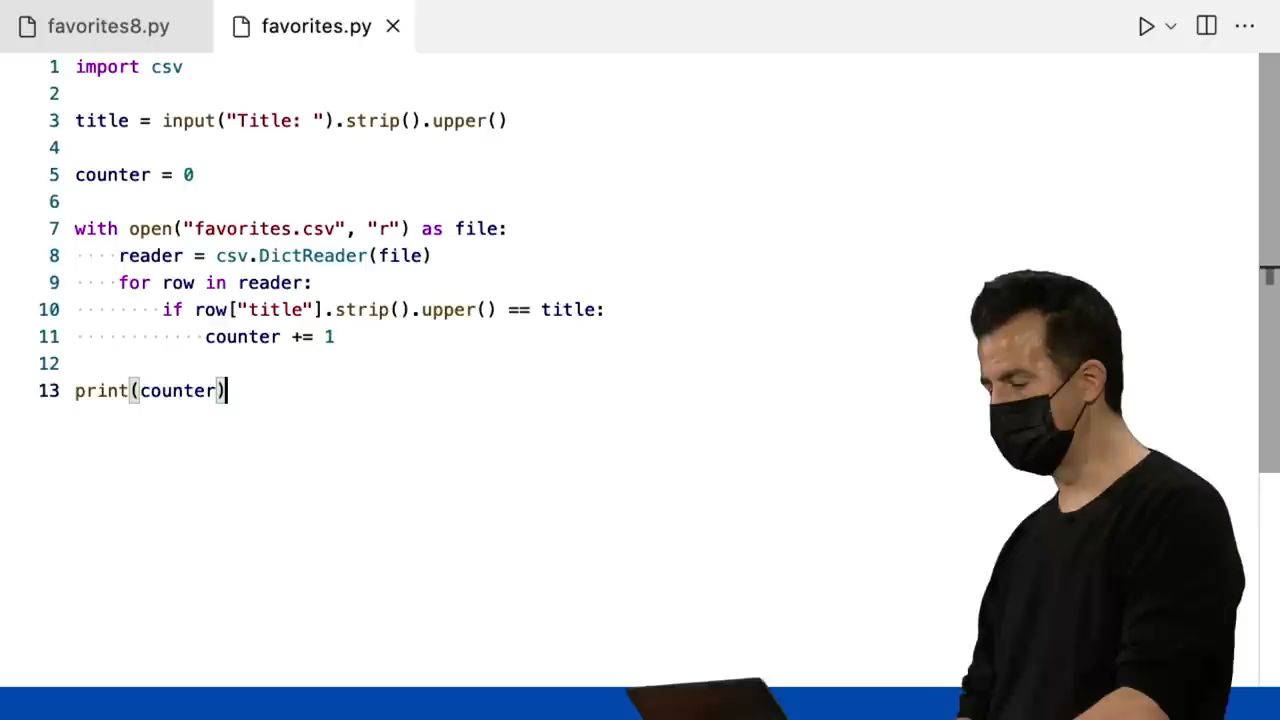 favorites8.py
favorites.py
1 import csv
2
3 title = input("Title: ").strip().upper()
4
5 counter = 0
6
7 with open("favorites.csv", "r") as file:
8 ····reader = csv.DictReader(file)
9 ····for row in reader:
10 ········if row["title"].strip().upper() == title:
11 ············counter += 1
12
13 print(counter)